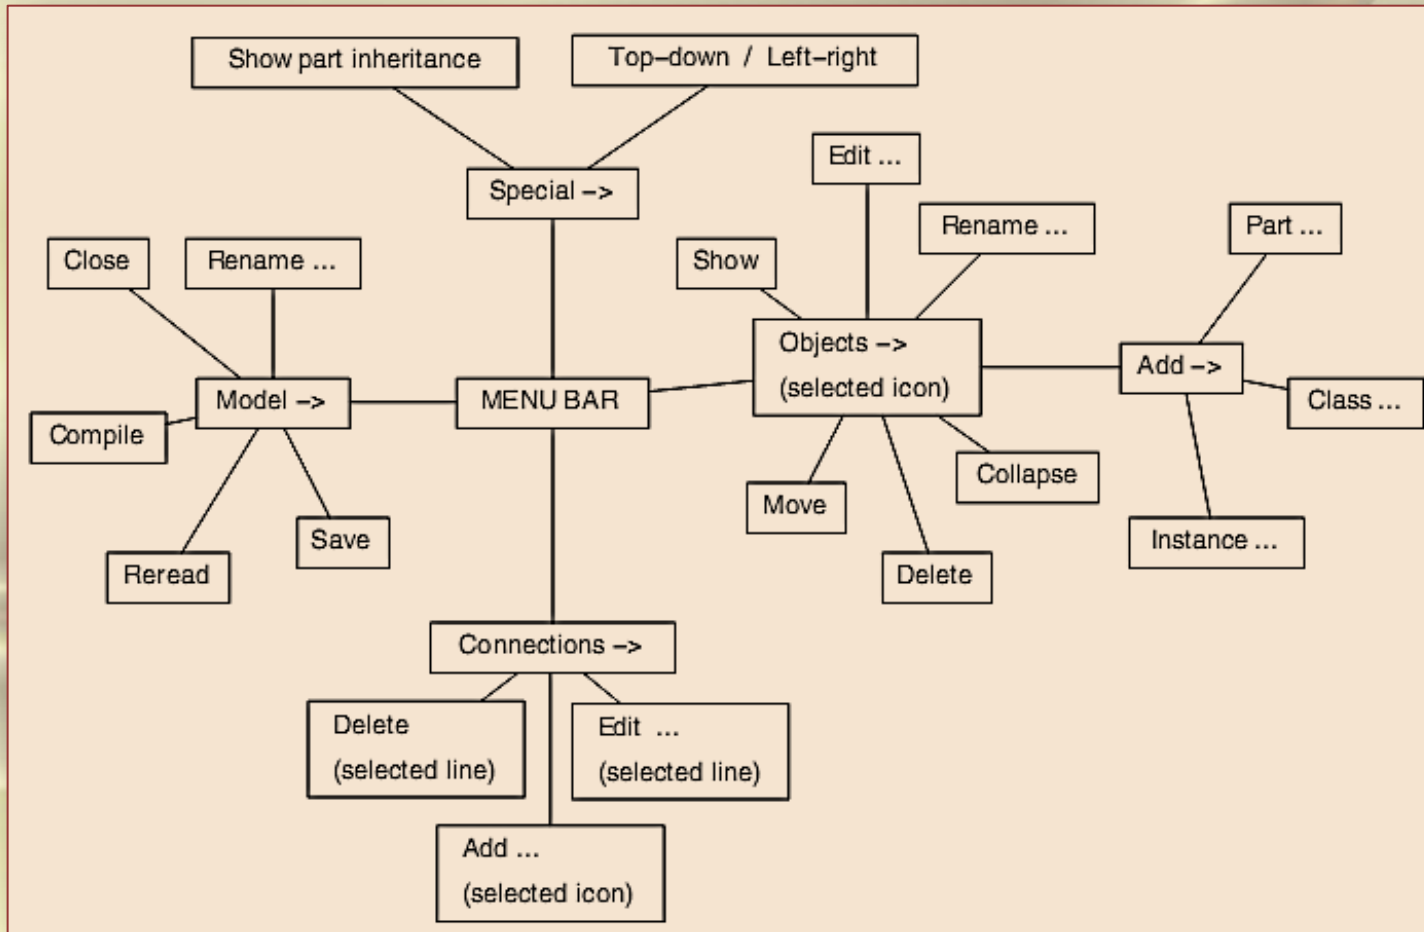 Show part inheritance
Top−down / Left−right
Edit ...
Special −>
Rename ...
Part ...
Close
Rename ...
Show
Objects −>
(selected icon)
Add −>
Model −>
MENU BAR
Class ...
Compile
Collapse
Move
Save
Instance ...
Reread
Delete
Connections −>
Delete
(selected line)
Edit ...
(selected line)
Add ...
(selected icon)